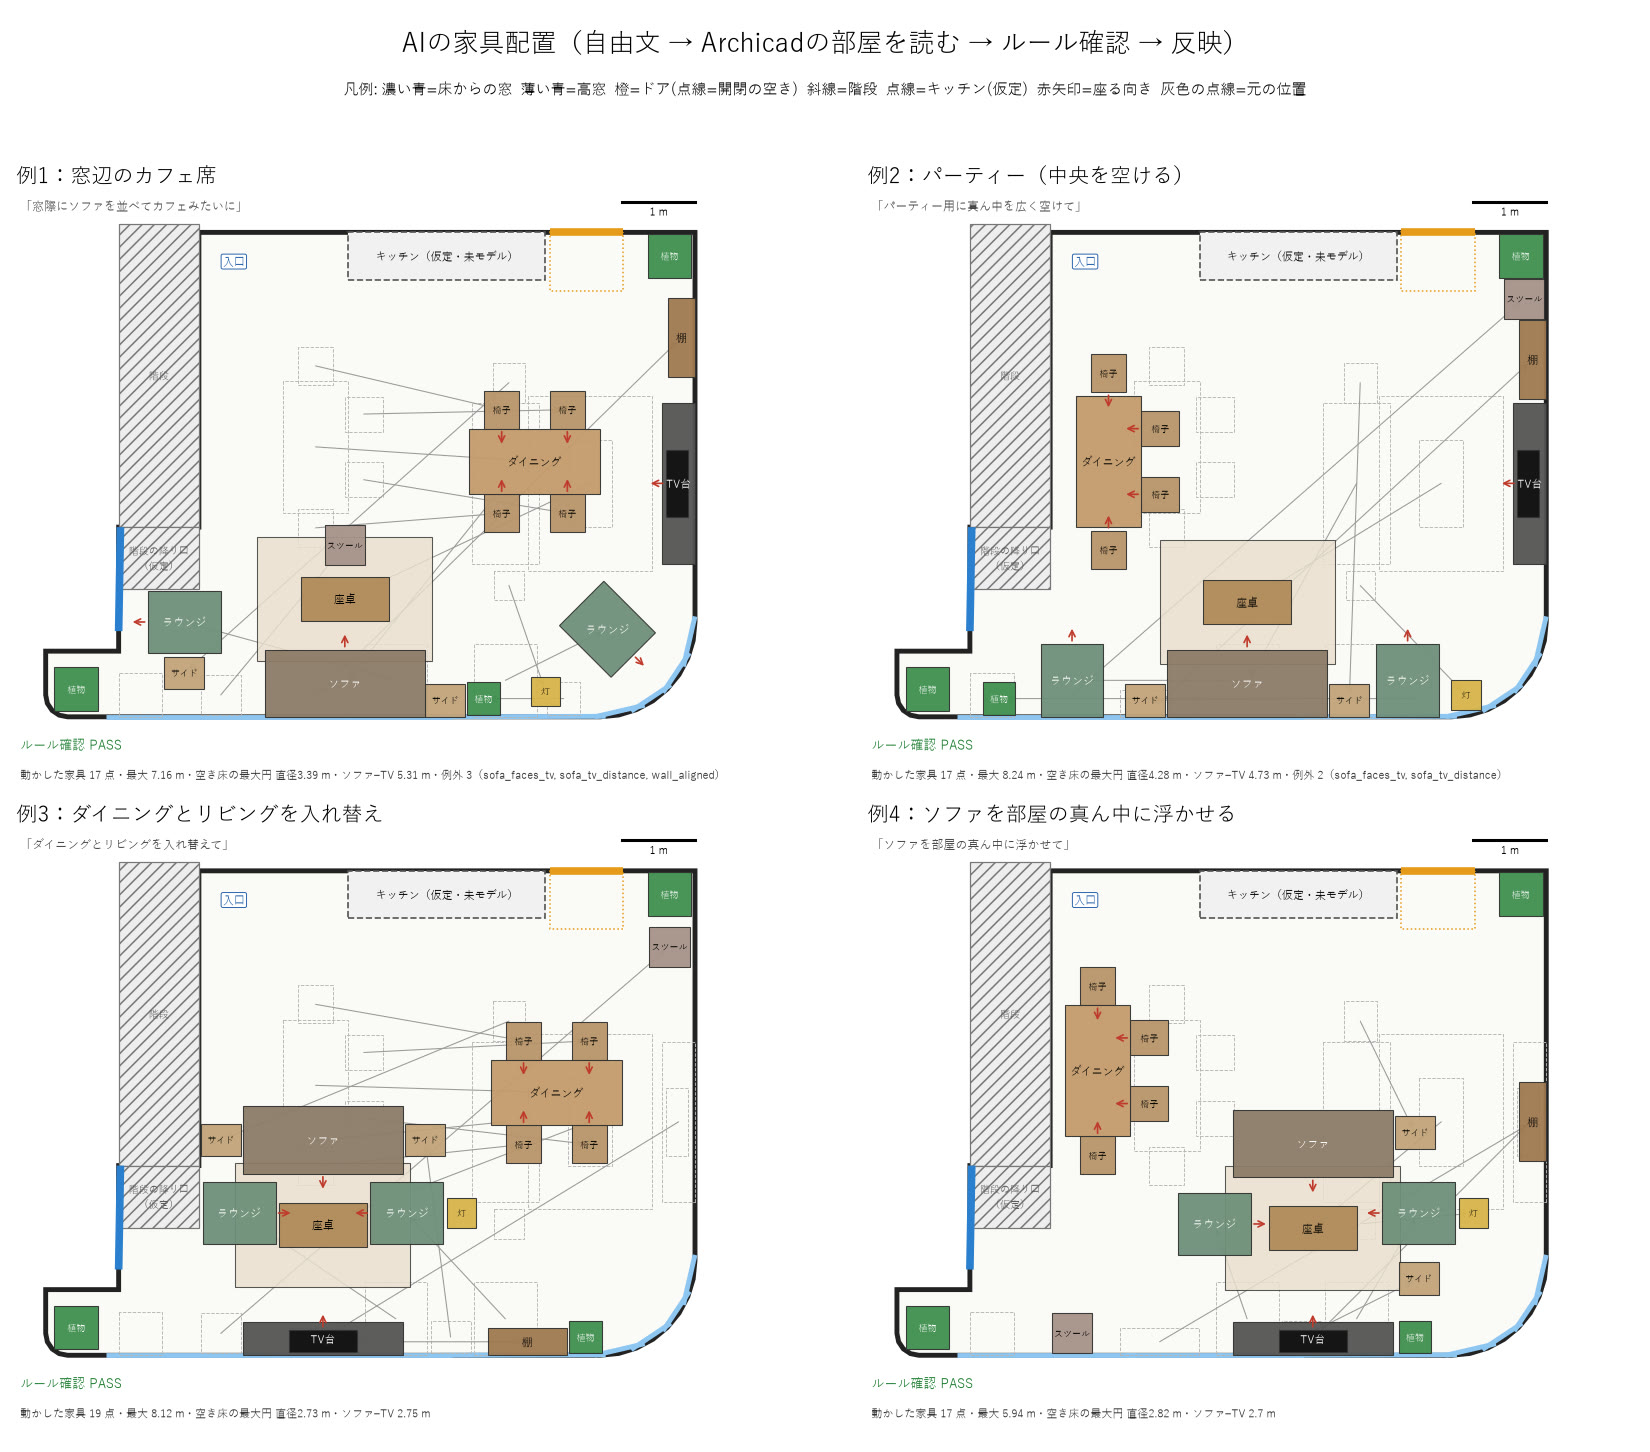 AIの家具配置（自由文 → Archicadの部屋を読む → ルール確認 → 反映）
凡例: 濃い青=床からの窓 薄い青=高窓 橙=ドア(点線=開閉の空き) 斜線=階段 点線=キッチン(仮定) 赤矢印=座る向き 灰色の点線=元の位置
例1：窓辺のカフェ席
「窓際にソファを並べてカフェみたいに」
1 m
入口
キッチン（仮定・未モデル）
植物
棚
階段
椅子
椅子
ダイニング
TV台
椅子
椅子
スツール
階段の降り口
（仮定）
座卓
ラウンジ
ラウンジ
サイド
ソファ
植物
サイド
植物
灯
ルール確認 PASS
動かした家具 17 点・最大 7.16 m・空き床の最大円 直径3.39 m・ソファ–TV 5.31 m・例外 3（sofa_faces_tv, sofa_tv_distance, wall_aligned）
例2：パーティー（中央を空ける）
「パーティー用に真ん中を広く空けて」
1 m
入口
キッチン（仮定・未モデル）
植物
スツール
棚
階段
椅子
椅子
ダイニング
TV台
椅子
椅子
階段の降り口
（仮定）
座卓
ラウンジ
ソファ
ラウンジ
植物
植物
サイド
サイド
灯
ルール確認 PASS
動かした家具 17 点・最大 8.24 m・空き床の最大円 直径4.28 m・ソファ–TV 4.73 m・例外 2（sofa_faces_tv, sofa_tv_distance）
例3：ダイニングとリビングを入れ替え
「ダイニングとリビングを入れ替えて」
1 m
入口
キッチン（仮定・未モデル）
植物
スツール
階段
椅子
椅子
ダイニング
サイド
ソファ
サイド
椅子
椅子
階段の降り口
（仮定）
ラウンジ
座卓
ラウンジ
灯
植物
TV台
棚
植物
ルール確認 PASS
動かした家具 19 点・最大 8.12 m・空き床の最大円 直径2.73 m・ソファ–TV 2.75 m
例4：ソファを部屋の真ん中に浮かせる
「ソファを部屋の真ん中に浮かせて」
1 m
入口
キッチン（仮定・未モデル）
植物
椅子
階段
椅子
ダイニング
椅子
棚
サイド
ソファ
椅子
階段の降り口
（仮定）
ラウンジ
座卓
ラウンジ
灯
サイド
植物
スツール
TV台
植物
ルール確認 PASS
動かした家具 17 点・最大 5.94 m・空き床の最大円 直径2.82 m・ソファ–TV 2.7 m